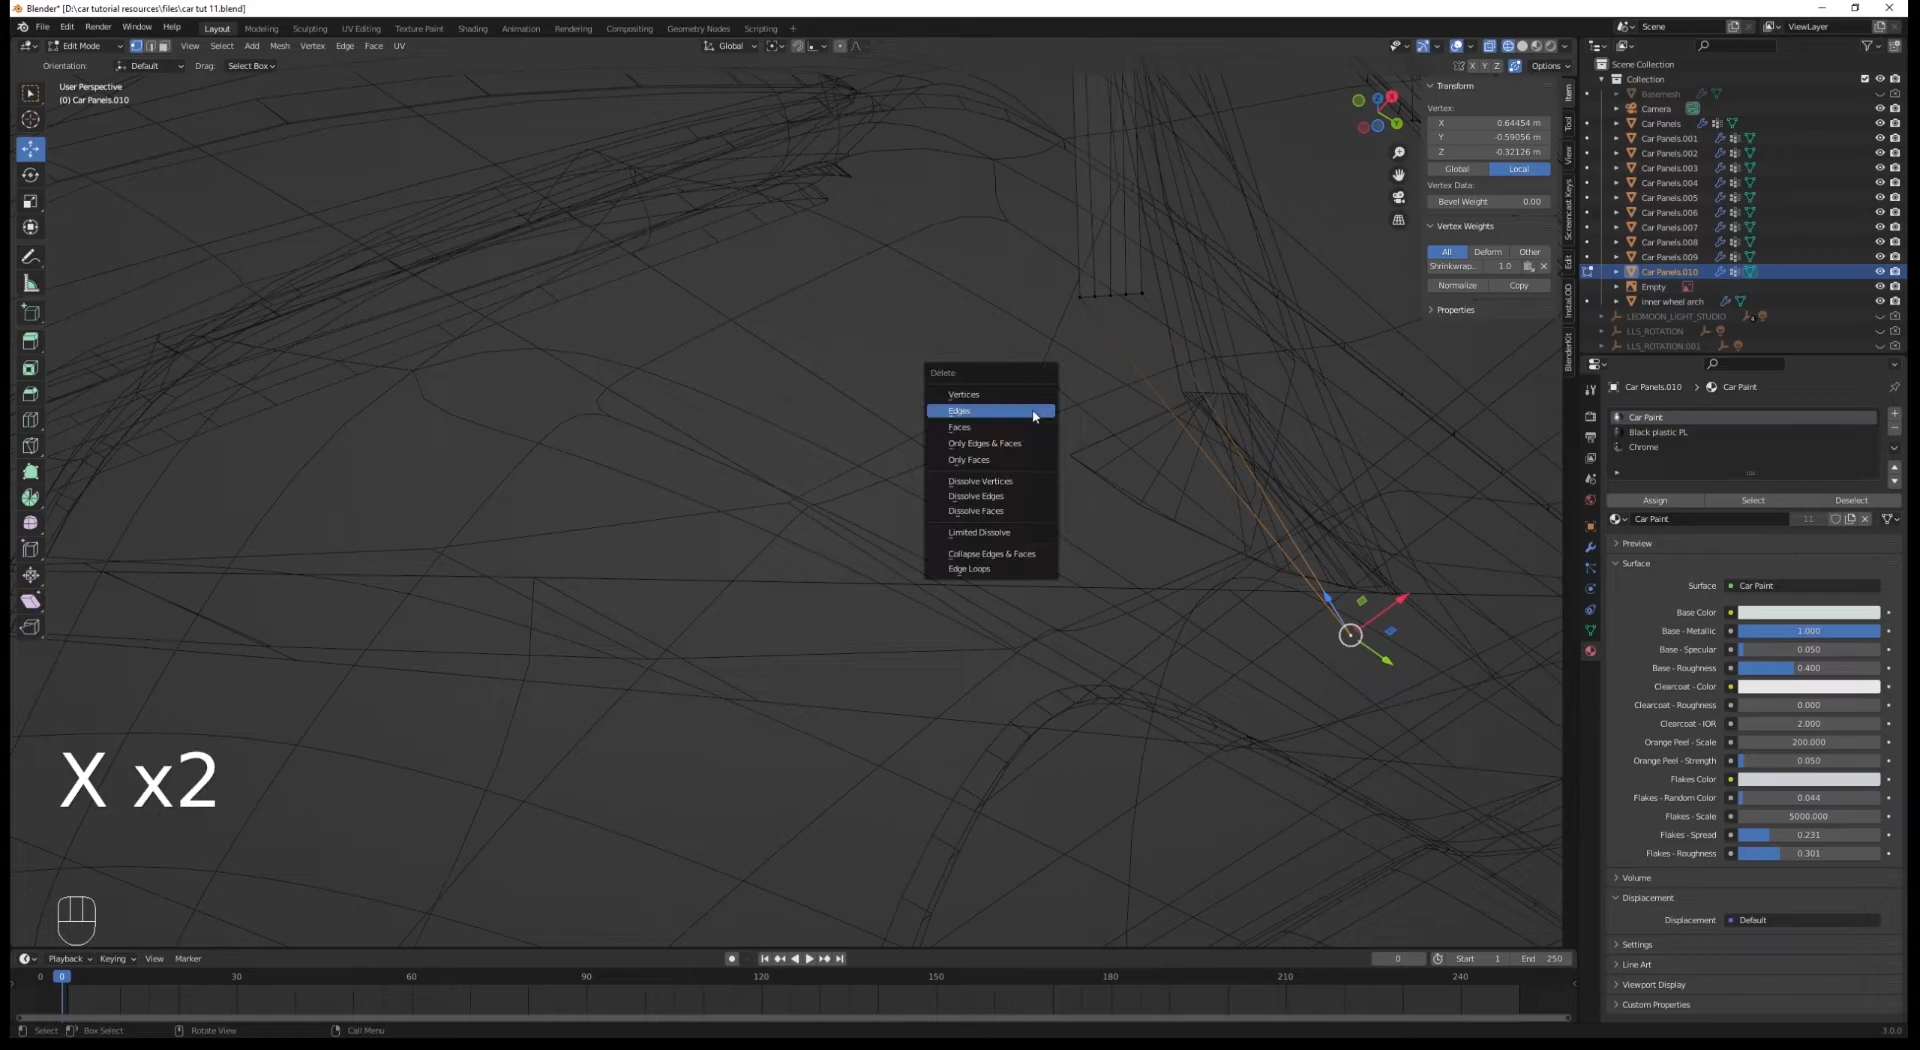 Blender* [D:\car tutorial resources\files\car tut 11.blend]
File Edit Render Window Help Layout Modeling Sculpting UV Editing Texture Paint Shading Animation Rendering Compositing Geometry Nodes Scripting +
Scene ViewLayer
Edit Mode View Select Add Mesh Vertex Edge Face UV Global
Orientation: Default Drag: Select Box X Y Z Options
User Perspective
(0) Car Panels.010
Transform
Vertex:
X 0.64454 m
Y -0.59056 m
Z -0.32126 m
Global Local
Vertex Data:
Bevel Weight 0.00
Vertex Weights
All Deform Other
Shrinkwrap... 1.0
Normalize Copy
Properties
Item
Tool
View
Screencast Keys
Edit
InstaLOD
BlenderKit
Scene Collection
Collection
Basemesh
Camera
Car Panels
Car Panels.001
Car Panels.002
Car Panels.003
Car Panels.004
Car Panels.005
Car Panels.006
Car Panels.007
Car Panels.008
Car Panels.009
Car Panels.010
Empty
inner wheel arch
LEOMOON_LIGHT_STUDIO
LLS_ROTATION
LLS_ROTATION.001
Delete
Vertices
Edges
Faces
Only Edges & Faces
Only Faces
Dissolve Vertices
Dissolve Edges
Dissolve Faces
Limited Dissolve
Collapse Edges & Faces
Edge Loops
Car Panels.010 > Car Paint
Car Paint
Black plastic PL
Chrome
Assign Select Deselect
Car Paint 11
Preview
Surface
Surface Car Paint
Base Color
Base - Metallic 1.000
Base - Specular 0.050
Base - Roughness 0.400
Clearcoat - Color
Clearcoat - Roughness 0.000
Clearcoat - IOR 2.000
Orange Peel - Scale 200.000
Orange Peel - Strength 0.050
Flakes Color
Flakes - Random Color 0.044
Flakes - Scale 5000.000
Flakes - Spread 0.231
Flakes - Roughness 0.301
Volume
Displacement
Displacement Default
Settings
Line Art
Viewport Display
Custom Properties
X x2
Playback Keying View Marker 0 Start 1 End 250
0 0 30 60 90 120 150 180 210 240
Select Box Select Rotate View Call Menu 3.0.0